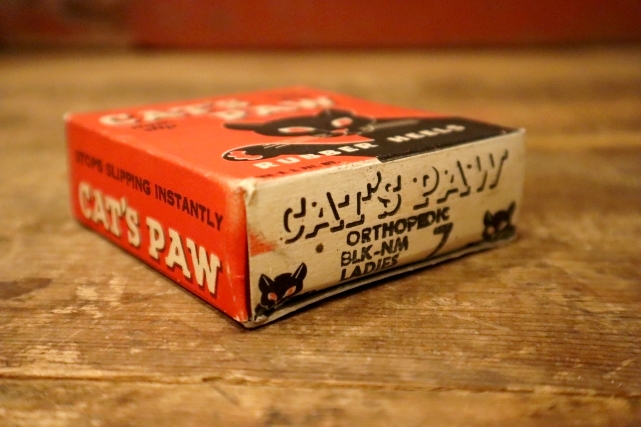 CAT'S PAW
RUBBER HEELS
STOPS SLIPPING INSTANTLY
CAT'S PAW
CAT'S PAW
ORTHOPEDIC
BLK-NM 7
LADIES